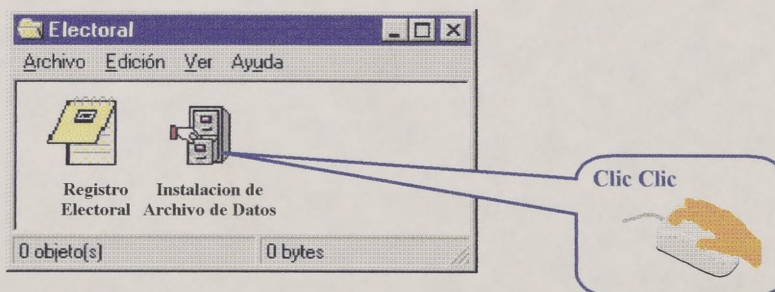 Electoral
Archivo Edición Ver Ayuda
Registro
Electoral
Instalacion de
Archivo de Datos
Clic Clic
0 objeto(s) 0 bytes